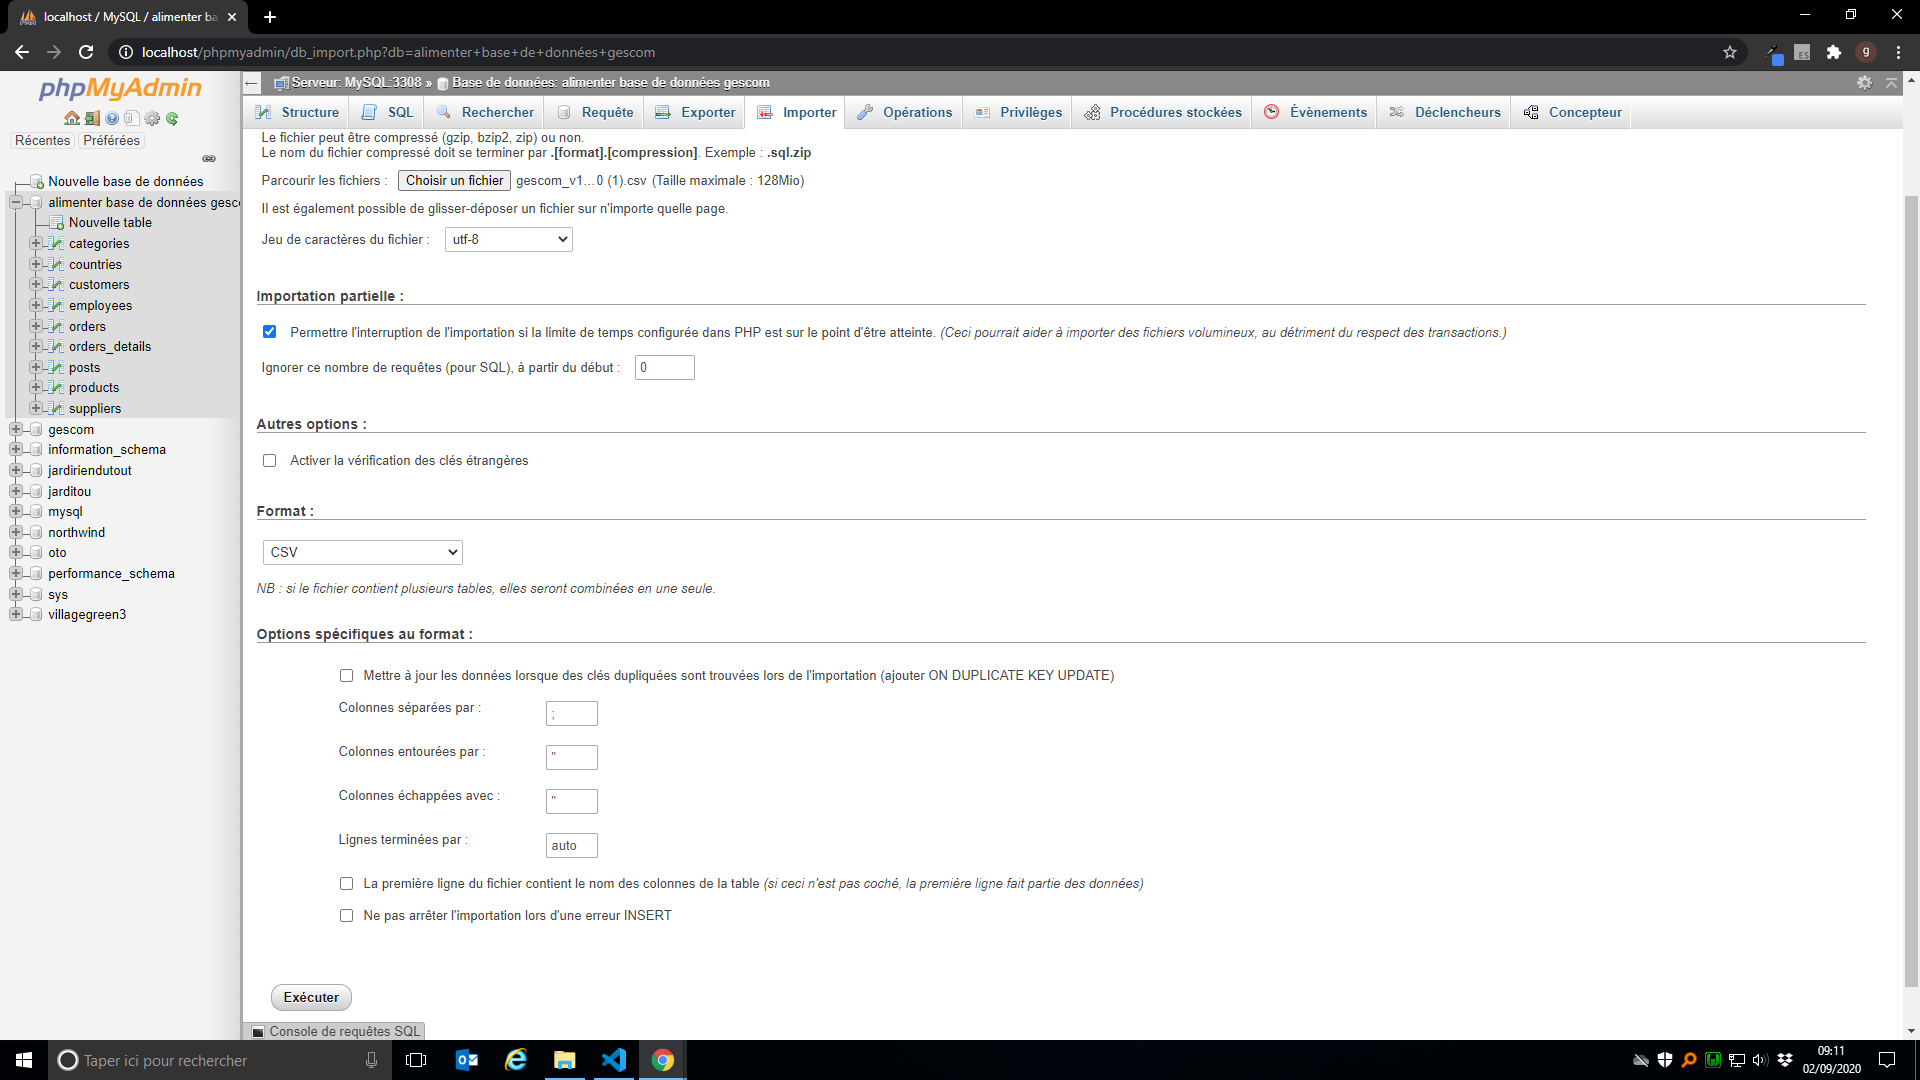 localhost / MySQL / alimenter ba
localhost/phpmyadmin/db_import.php?db=alimenter+base+de+données+gescom
ES
g
phpMyAdmin
Récentes
Préférées
Nouvelle base de données
alimenter base de données gesc
Nouvelle table
categories
countries
customers
employees
orders
orders_details
posts
products
suppliers
gescom
information_schema
jardiriendutout
jarditou
mysql
northwind
oto
performance_schema
sys
villagegreen3
Serveur: MySQL:3308 » Base de données: alimenter base de données gescom
Structure
SQL
Rechercher
Requête
Exporter
Importer
Opérations
Privilèges
Procédures stockées
Évènements
Déclencheurs
Concepteur
Le fichier peut être compressé (gzip, bzip2, zip) ou non.
Le nom du fichier compressé doit se terminer par .[format].[compression]. Exemple : .sql.zip
Parcourir les fichiers : Choisir un fichier gescom_v1...0 (1).csv (Taille maximale : 128Mio)
Il est également possible de glisser-déposer un fichier sur n'importe quelle page.
Jeu de caractères du fichier : utf-8
Importation partielle :
Permettre l'interruption de l'importation si la limite de temps configurée dans PHP est sur le point d'être atteinte. (Ceci pourrait aider à importer des fichiers volumineux, au détriment du respect des transactions.)
Ignorer ce nombre de requêtes (pour SQL), à partir du début : 0
Autres options :
Activer la vérification des clés étrangères
Format :
CSV
NB : si le fichier contient plusieurs tables, elles seront combinées en une seule.
Options spécifiques au format :
Mettre à jour les données lorsque des clés dupliquées sont trouvées lors de l'importation (ajouter ON DUPLICATE KEY UPDATE)
Colonnes séparées par : ;
Colonnes entourées par : "
Colonnes échappées avec : "
Lignes terminées par : auto
La première ligne du fichier contient le nom des colonnes de la table (si ceci n'est pas coché, la première ligne fait partie des données)
Ne pas arrêter l'importation lors d'une erreur INSERT
Exécuter
Console de requêtes SQL
Taper ici pour rechercher
09:11
02/09/2020